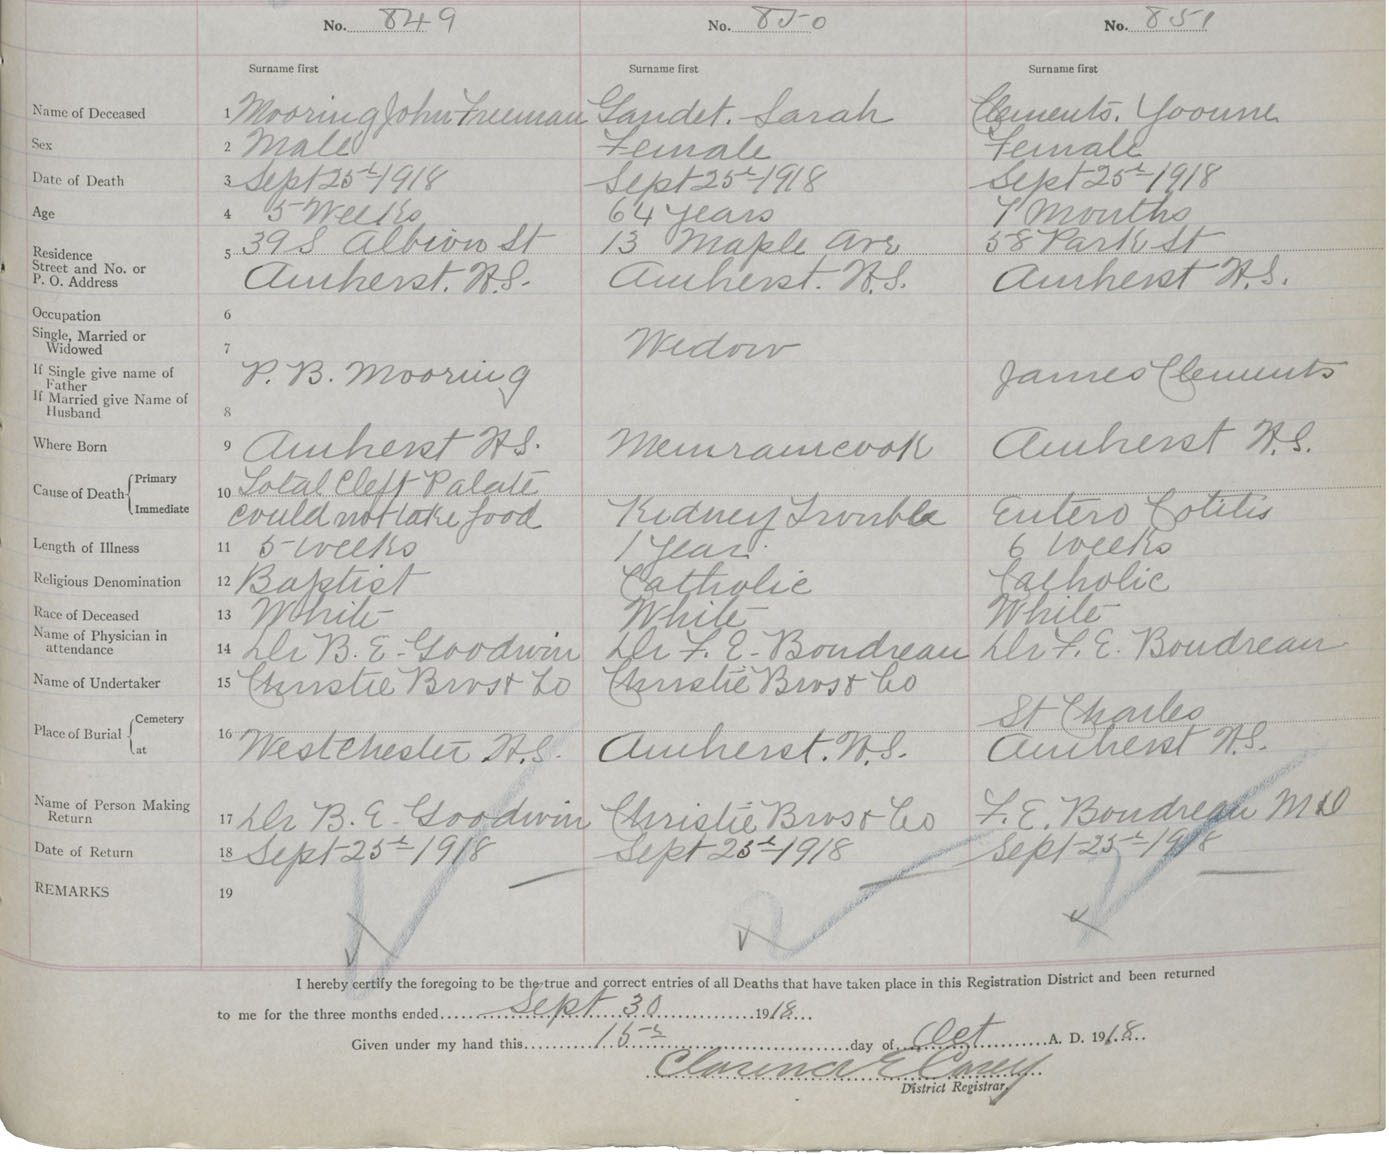 No. 849 No. 850 No. 851
Surname first Surname first Surname first
Name of Deceased 1 Mooring John Freeman Gaudet. Sarah Clements. Yvonne
Sex 2 Male Female Female
Date of Death 3 Sept 25th 1918 Sept 25th 1918 Sept 25th 1918
Age 4 5 Weeks 64 years 7 Months
Residence 5 39 S Albion St 13 Maple Ave 58 Park St
Street and No. or
P. O. Address Amherst. N.S. Amherst. N.S. Amherst N.S.
Occupation 6
Single, Married or
Widowed 7 Widow
If Single give name of
Father P. B. Mooring James Clements
If Married give Name of
Husband 8
Where Born 9 Amherst N.S. Memramcook Amherst N.S.
Cause of Death Primary 10 Total Cleft Palate
Immediate could not take food Kidney Trouble Entero Colitis
Length of Illness 11 5 weeks 1 year. 6 weeks
Religious Denomination 12 Baptist Catholic Catholic
Race of Deceased 13 White White White
Name of Physician in
attendance 14 Dr B. E. Goodwin Dr F. E. Boudreau Dr F. E. Boudreau
Name of Undertaker 15 Christie Bros & Co Christie Bros & Co
Place of Burial Cemetery 16 St Charles
at Westchester N.S. Amherst. N.S. Amherst N.S.
Name of Person Making
Return 17 Dr B. E. Goodwin Christie Bros & Co F. E. Boudreau M D
Date of Return 18 Sept 25th 1918 Sept 25th 1918 Sept 25th 1918
REMARKS 19
I hereby certify the foregoing to be the true and correct entries of all Deaths that have taken place in this Registration District and been returned
to me for the three months ended Sept 30 1918
Given under my hand this 15th day of Oct A. D. 1918.
Clarence E Casey
District Registrar.